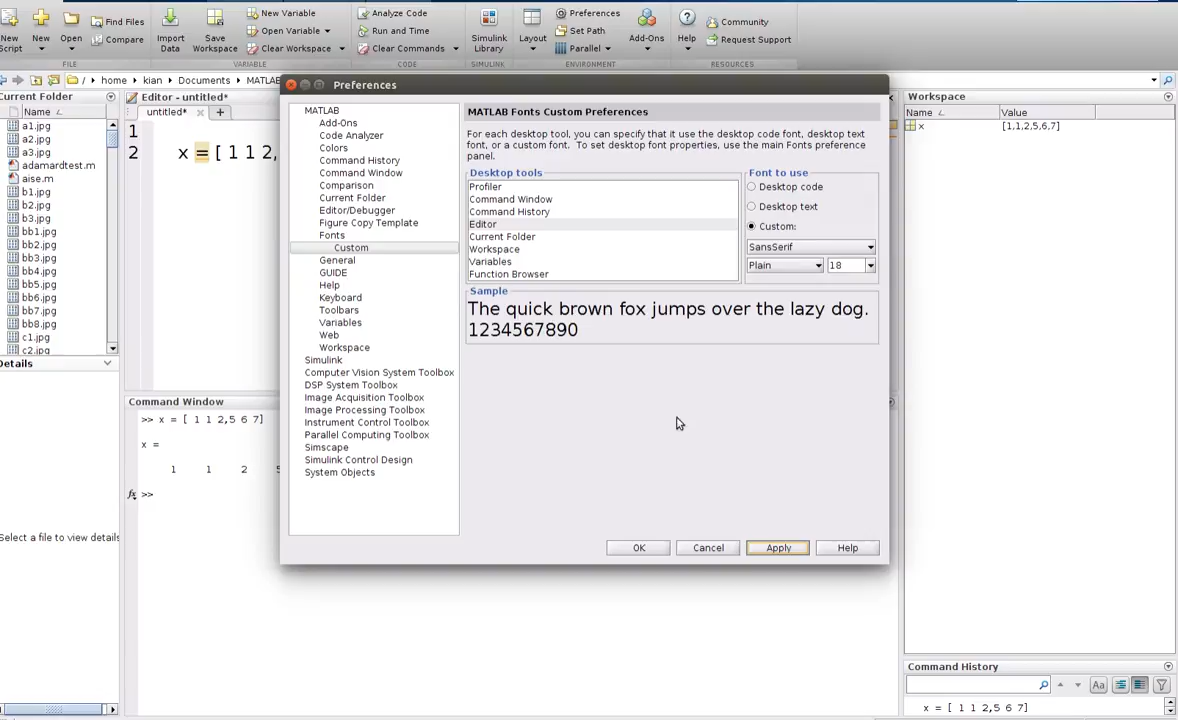 New Script
New
Open
Find Files
Compare
Import Data
Save Workspace
New Variable
Open Variable
Clear Workspace
Analyze Code
Run and Time
Clear Commands
Simulink Library
Layout
Preferences
Set Path
Parallel
Add-Ons
Help
Community
Request Support
FILE
VARIABLE
CODE
SIMULINK
ENVIRONMENT
RESOURCES
/ ▸ home ▸ kian ▸ Documents ▸ MATLAB
Current Folder
Name
a1.jpg
a2.jpg
a3.jpg
adamardtest.m
aise.m
b1.jpg
b2.jpg
b3.jpg
bb1.jpg
bb2.jpg
bb3.jpg
bb4.jpg
bb5.jpg
bb6.jpg
bb7.jpg
bb8.jpg
c1.jpg
c2.jpg
Details
Select a file to view details
Editor - untitled*
untitled*
1
2 x = [ 1 1 2,
Command Window
>> x = [ 1 1 2,5 6 7]
x =
1 1 2 5
fx >>
Preferences
MATLAB
Add-Ons
Code Analyzer
Colors
Command History
Command Window
Comparison
Current Folder
Editor/Debugger
Figure Copy Template
Fonts
Custom
General
GUIDE
Help
Keyboard
Toolbars
Variables
Web
Workspace
Simulink
Computer Vision System Toolbox
DSP System Toolbox
Image Acquisition Toolbox
Image Processing Toolbox
Instrument Control Toolbox
Parallel Computing Toolbox
Simscape
Simulink Control Design
System Objects
MATLAB Fonts Custom Preferences
For each desktop tool, you can specify that it use the desktop code font, desktop text
font, or a custom font. To set desktop font properties, use the main Fonts preference
panel.
Desktop tools
Profiler
Command Window
Command History
Editor
Current Folder
Workspace
Variables
Function Browser
Font to use
Desktop code
Desktop text
Custom:
SansSerif
Plain 18
Sample
The quick brown fox jumps over the lazy dog.
1234567890
OK Cancel Apply Help
Workspace
Name Value
x [1,1,2,5,6,7]
Command History
Aa
x = [ 1 1 2,5 6 7]